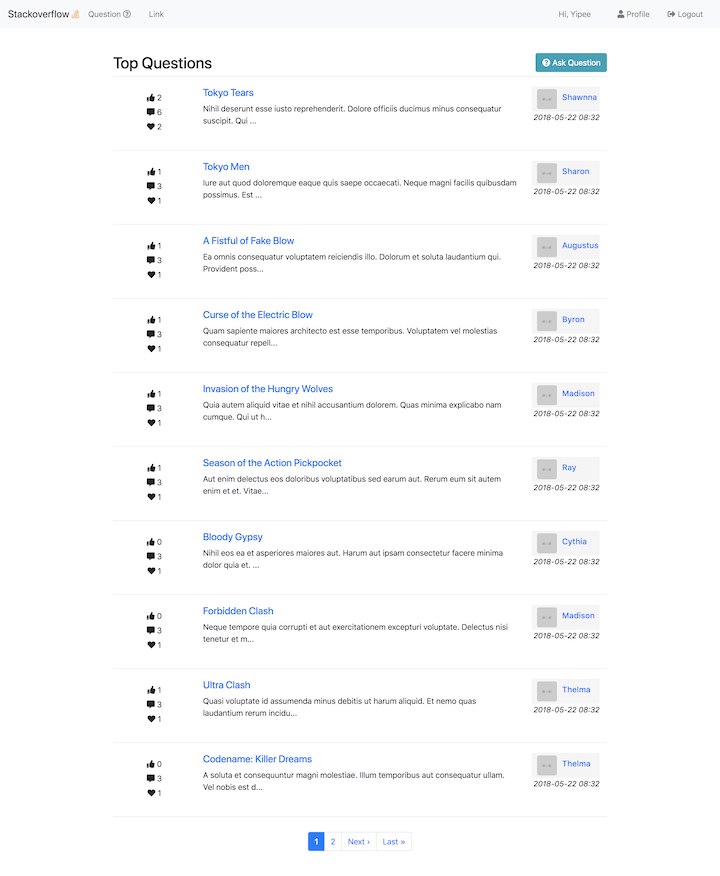 Stackoverflow Question Link Hi, Yipee Profile Logout
Top Questions Ask Question
2 Tokyo Tears Shawnna
6 Nihil deserunt esse iusto reprehenderit. Dolore officiis ducimus minus consequatur
suscipit. Qui ... 2018-05-22 08:32
2
1 Tokyo Men Sharon
3 Iure aut quod doloremque eaque quis saepe occaecati. Neque magni facilis quibusdam
possimus. Est ... 2018-05-22 08:32
1
1 A Fistful of Fake Blow Augustus
3 Ea omnis consequatur voluptatem reiciendis illo. Dolorum et soluta laudantium qui.
Provident poss... 2018-05-22 08:32
1
1 Curse of the Electric Blow Byron
3 Quam sapiente maiores architecto est esse temporibus. Voluptatem vel molestias
consequatur repell... 2018-05-22 08:32
1
1 Invasion of the Hungry Wolves Madison
3 Quia autem aliquid vitae et nihil accusantium dolorem. Quas minima explicabo nam
cumque. Qui ut h... 2018-05-22 08:32
1
1 Season of the Action Pickpocket Ray
3 Aut enim delectus eos doloribus voluptatibus sed earum aut. Rerum eum sit autem
enim et et. Vitae... 2018-05-22 08:32
1
0 Bloody Gypsy Cythia
3 Nihil eos ea et asperiores maiores aut. Harum aut ipsam consectetur facere minima
dolor quia et. ... 2018-05-22 08:32
1
0 Forbidden Clash Madison
3 Neque tempore quia corrupti et aut exercitationem excepturi voluptate. Delectus nisi
tenetur et m... 2018-05-22 08:32
1
1 Ultra Clash Thelma
3 Quasi voluptate id assumenda minus debitis ut harum aliquid. Et nemo quas
laudantium rerum incidu... 2018-05-22 08:32
1
0 Codename: Killer Dreams Thelma
3 A soluta et consequuntur magni molestiae. Illum temporibus aut consequatur ullam.
Vel nobis est d... 2018-05-22 08:32
1
1 2 Next › Last »